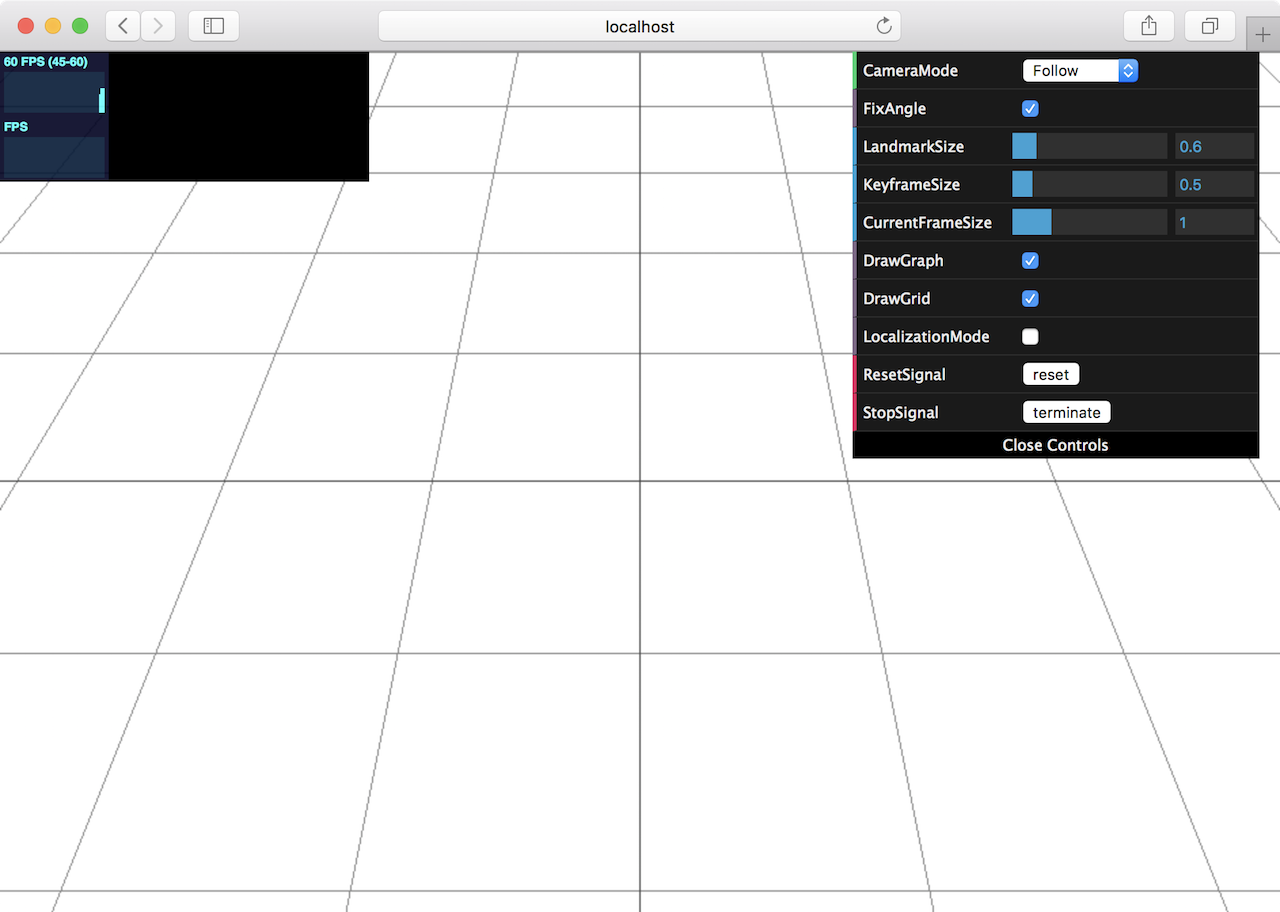 localhost
60 FPS (45-60)
FPS
CameraMode Follow
FixAngle
LandmarkSize 0.6
KeyframeSize 0.5
CurrentFrameSize 1
DrawGraph
DrawGrid
LocalizationMode
ResetSignal reset
StopSignal terminate
Close Controls